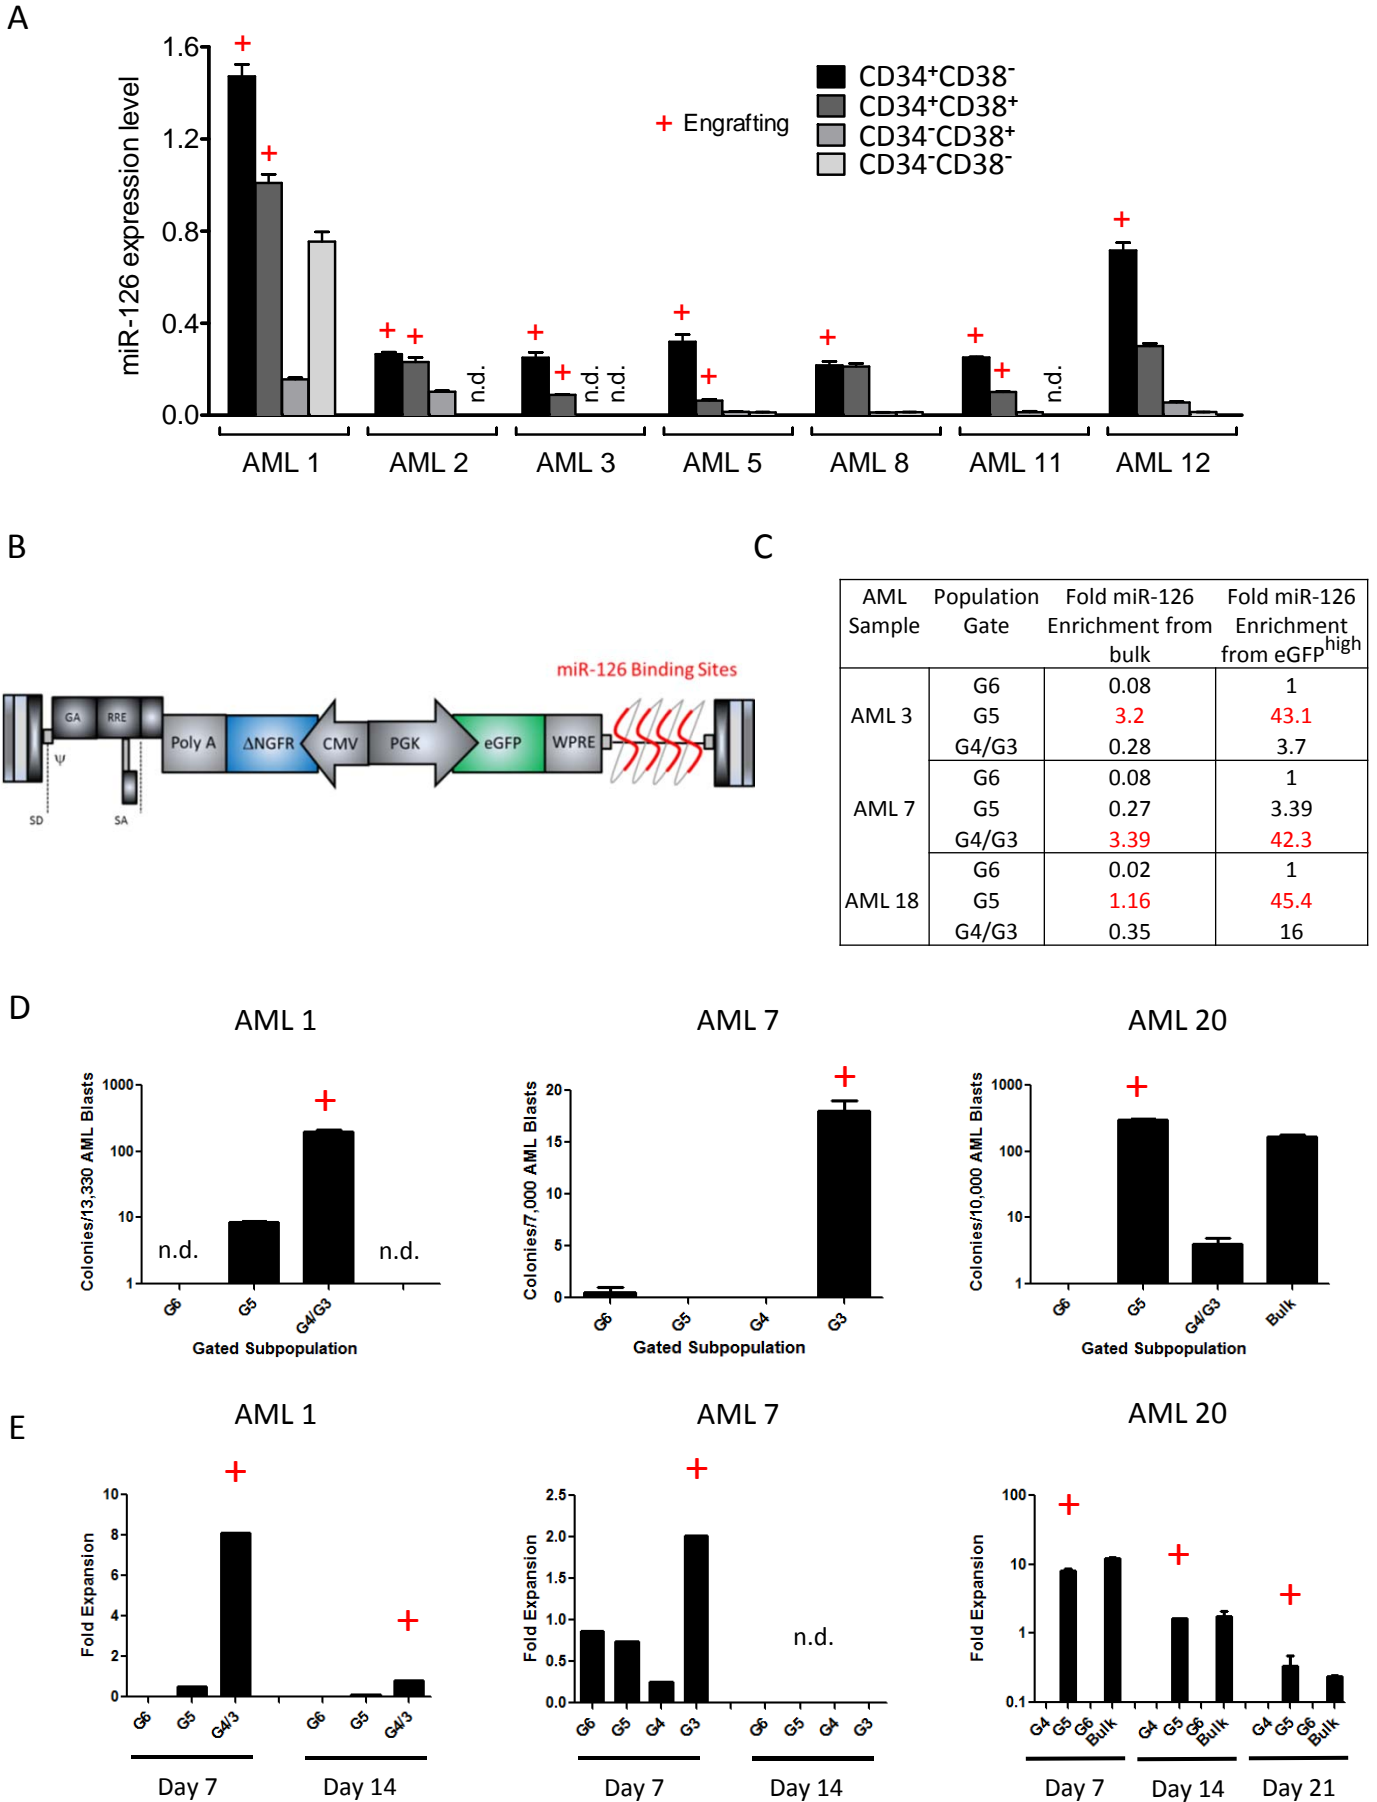 A
miR-126 expression level
1.6
1.2
0.8
0.4
0.0
+ Engrafting
CD34+CD38-
CD34+CD38+
CD34-CD38+
CD34-CD38-
+
+
+
+
+
+
+
+
+
+
+
+
n.d.
n.d.
n.d.
n.d.
AML 1
AML 2
AML 3
AML 5
AML 8
AML 11
AML 12
B
miR-126 Binding Sites
GA
RRE
Ψ
SD
SA
Poly A
ΔNGFR
CMV
PGK
eGFP
WPRE
C
AML Sample Population Gate Fold miR-126 Enrichment from bulk Fold miR-126 Enrichment from eGFPhigh
AML 3
G6 0.08 1
G5 3.2 43.1
G4/G3 0.28 3.7
AML 7
G6 0.08 1
G5 0.27 3.39
G4/G3 3.39 42.3
AML 18
G6 0.02 1
G5 1.16 45.4
G4/G3 0.35 16
D
AML 1
Colonies/13,330 AML Blasts
1000
100
10
1
n.d.
+
n.d.
G6
G5
G4/G3
Gated Subpopulation
AML 7
Colonies/7,000 AML Blasts
20
15
10
5
0
+
G6
G5
G4
G3
Gated Subpopulation
AML 20
Colonies/10,000 AML Blasts
1000
100
10
1
+
G6
G5
G4/G3
Bulk
Gated Subpopulation
E
AML 1
Fold Expansion
10
8
6
4
2
0
+
+
G6
G5
G4/3
G6
G5
G4/3
Day 7
Day 14
AML 7
Fold Expansion
2.5
2.0
1.5
1.0
0.5
0.0
+
n.d.
G6
G5
G4
G3
G6
G5
G4
G3
Day 7
Day 14
AML 20
Fold Expansion
100
10
1
0.1
+
+
+
G4
G5
G6
Bulk
G4
G5
G6
Bulk
G4
G5
G6
Bulk
Day 7
Day 14
Day 21